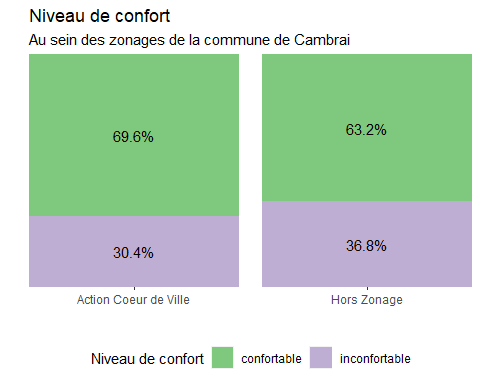 Niveau de confort
Au sein des zonages de la commune de Cambrai
69.6%
63.2%
30.4%
36.8%
Action Coeur de Ville
Hors Zonage
Niveau de confort
confortable
inconfortable